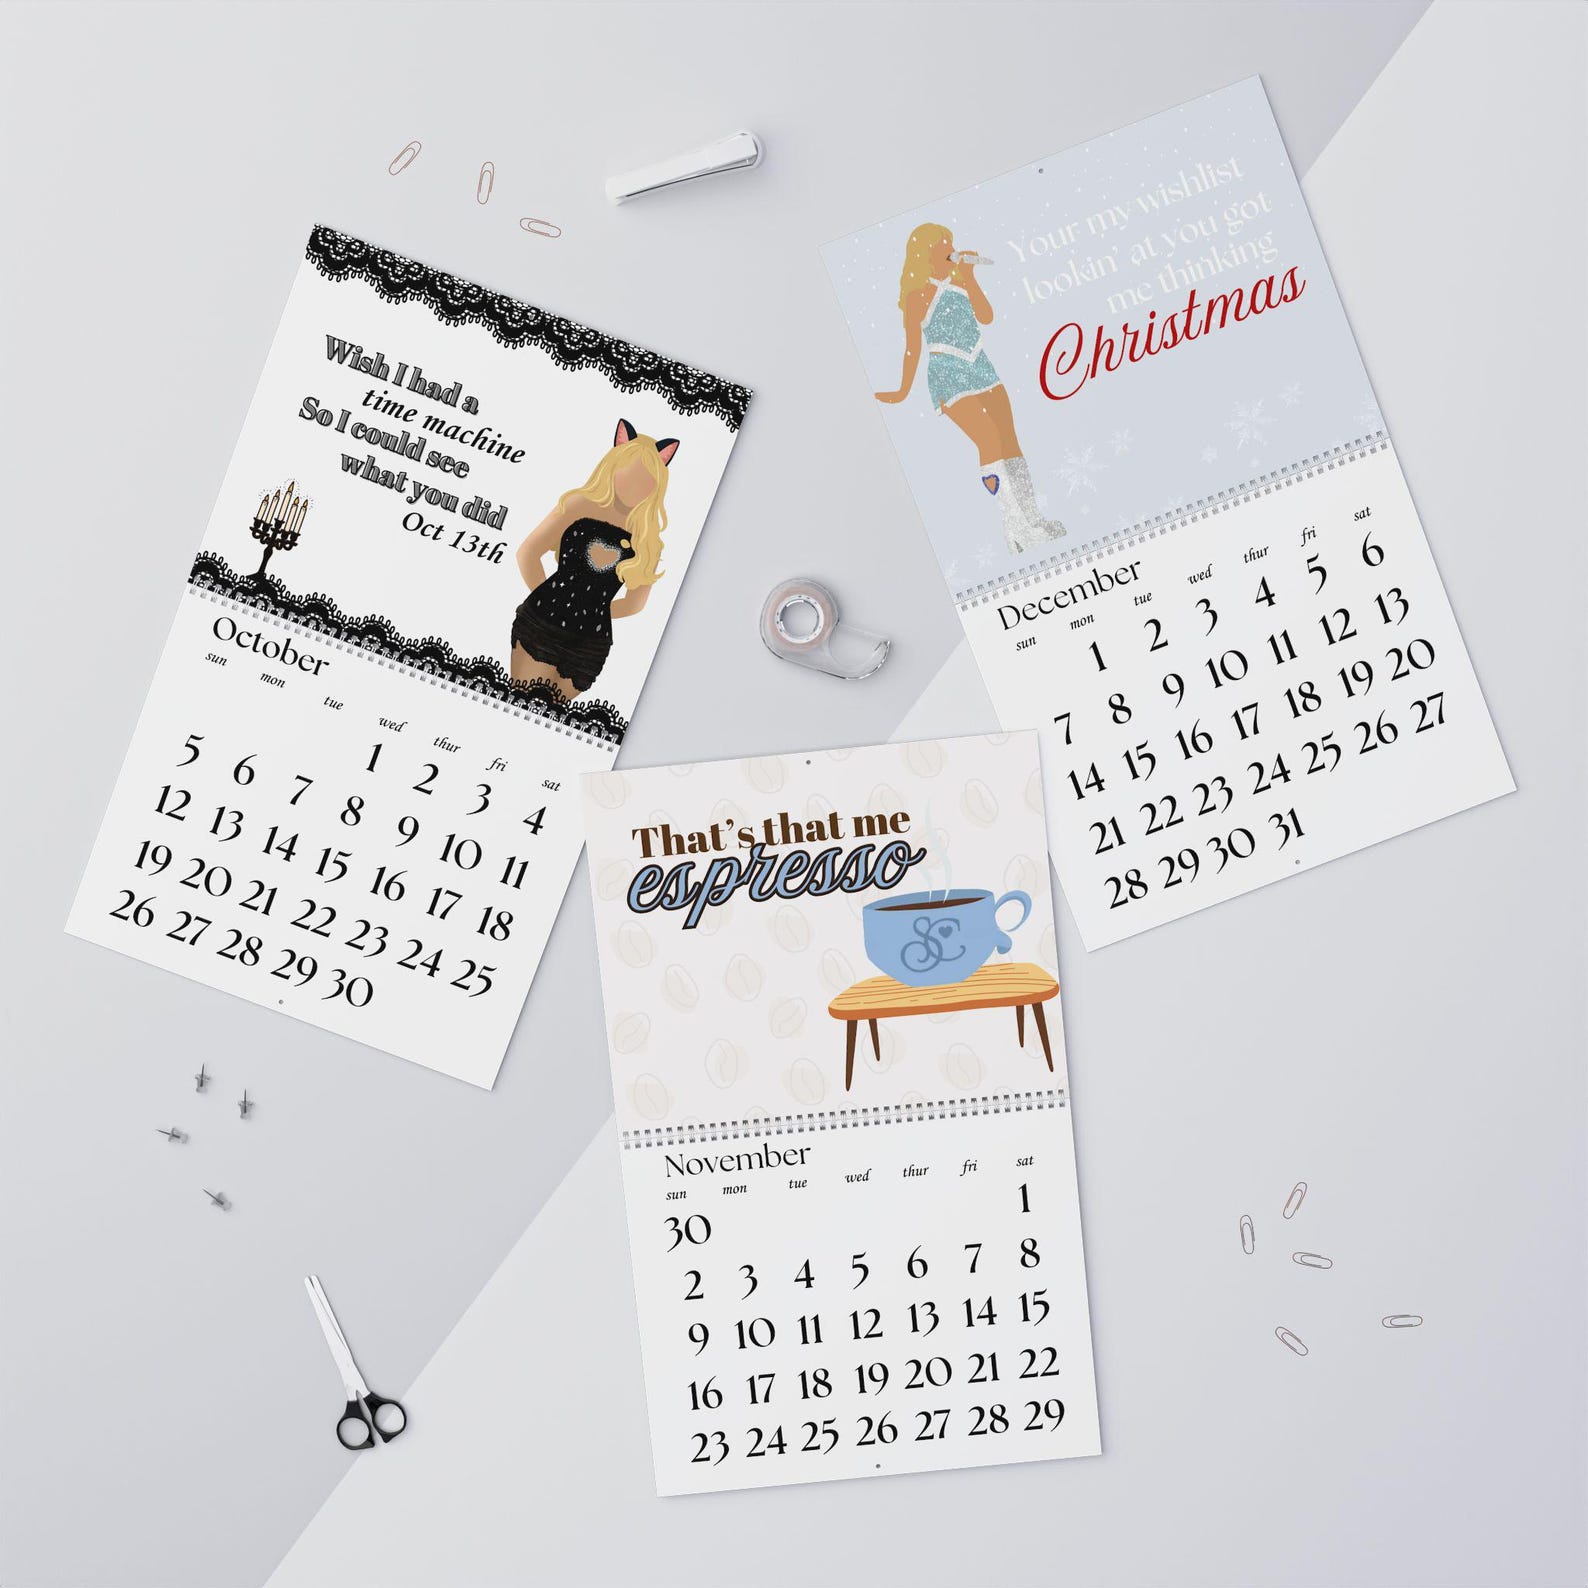 Wish I had a
time machine
So I could see
what you did
Oct 13th
October
sun mon tue wed thur fri sat
1 2 3 4
5 6 7 8 9 10 11
12 13 14 15 16 17 18
19 20 21 22 23 24 25
26 27 28 29 30
Your my wishlist
lookin' at you got
me thinking
Christmas
December
sun mon tue wed thur fri sat
1 2 3 4 5 6
7 8 9 10 11 12 13
14 15 16 17 18 19 20
21 22 23 24 25 26 27
28 29 30 31
That's that me
espresso
SC
November
sun mon tue wed thur fri sat
30 1
2 3 4 5 6 7 8
9 10 11 12 13 14 15
16 17 18 19 20 21 22
23 24 25 26 27 28 29